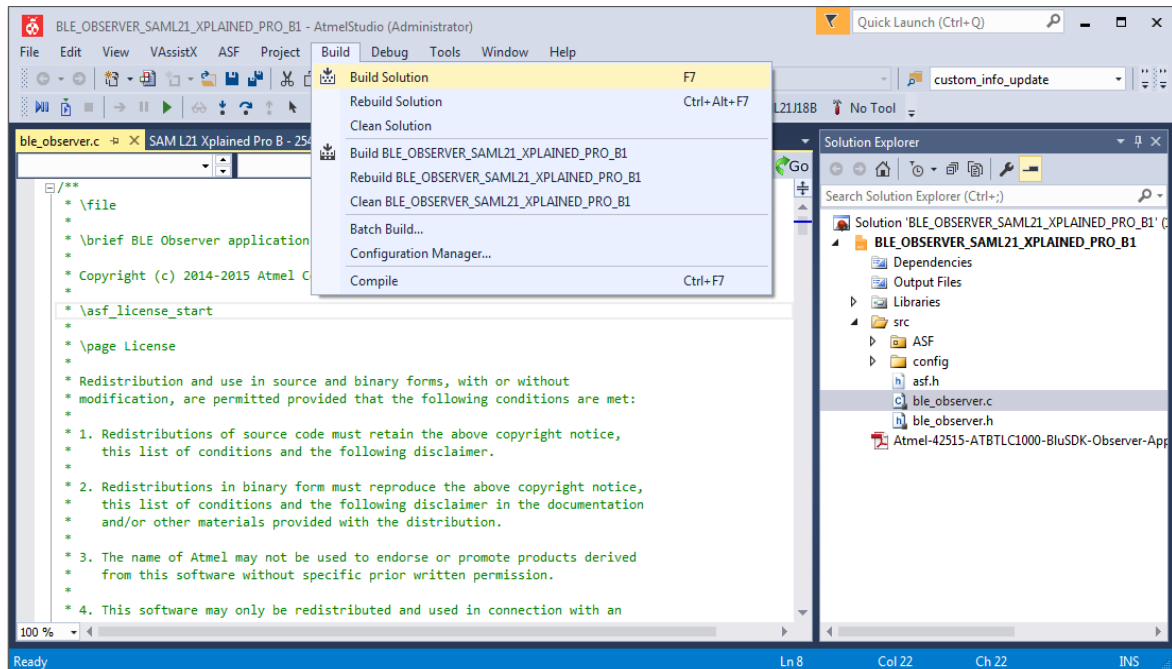 BLE_OBSERVER_SAML21_XPLAINED_PRO_B1 - AtmelStudio (Administrator)
Quick Launch (Ctrl+Q)
File Edit View VAssistX ASF Project Build Debug Tools Window Help
Build Solution F7
Rebuild Solution Ctrl+Alt+F7
Clean Solution
Build BLE_OBSERVER_SAML21_XPLAINED_PRO_B1
Rebuild BLE_OBSERVER_SAML21_XPLAINED_PRO_B1
Clean BLE_OBSERVER_SAML21_XPLAINED_PRO_B1
Batch Build...
Configuration Manager...
Compile Ctrl+F7
custom_info_update
L21J18B No Tool
ble_observer.c SAM L21 Xplained Pro B - 254
Go
/**
* \file
*
* \brief BLE Observer application
*
* Copyright (c) 2014-2015 Atmel C
*
* \asf_license_start
*
* \page License
*
* Redistribution and use in source and binary forms, with or without
* modification, are permitted provided that the following conditions are met:
*
* 1. Redistributions of source code must retain the above copyright notice,
* this list of conditions and the following disclaimer.
*
* 2. Redistributions in binary form must reproduce the above copyright notice,
* this list of conditions and the following disclaimer in the documentation
* and/or other materials provided with the distribution.
*
* 3. The name of Atmel may not be used to endorse or promote products derived
* from this software without specific prior written permission.
*
* 4. This software may only be redistributed and used in connection with an
100 %
Solution Explorer
Search Solution Explorer (Ctrl+;)
Solution 'BLE_OBSERVER_SAML21_XPLAINED_PRO_B1' (
BLE_OBSERVER_SAML21_XPLAINED_PRO_B1
Dependencies
Output Files
Libraries
src
ASF
config
asf.h
ble_observer.c
ble_observer.h
Atmel-42515-ATBTLC1000-BluSDK-Observer-App
Ready Ln 8 Col 22 Ch 22 INS